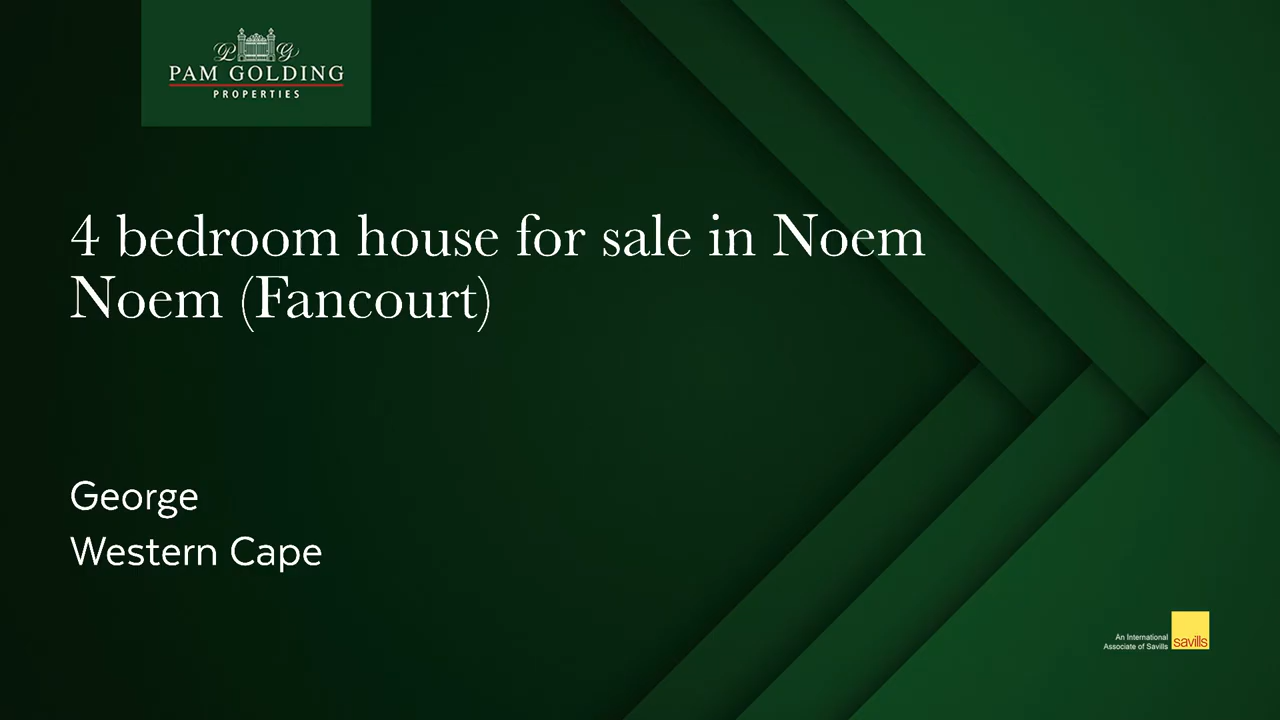 P G
PAM GOLDING
PROPERTIES
4 bedroom house for sale in Noem
Noem (Fancourt)
George
Western Cape
An International
Associate of Savills
savills